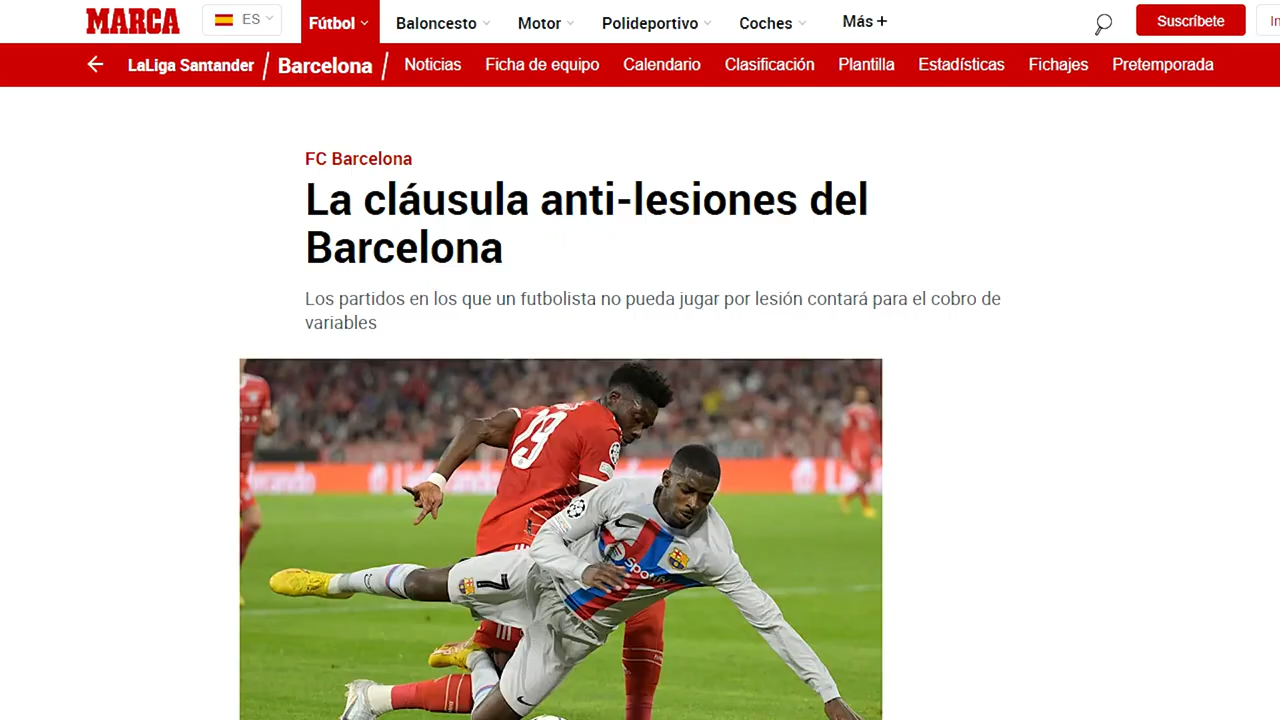 MARCA ES Fútbol Baloncesto Motor Polideportivo Coches Más + Suscríbete
LaLiga Santander / Barcelona / Noticias Ficha de equipo Calendario Clasificación Plantilla Estadísticas Fichajes Pretemporada
FC Barcelona
La cláusula anti-lesiones del
Barcelona
Los partidos en los que un futbolista no pueda jugar por lesión contará para el cobro de
variables
19
Spotify
7